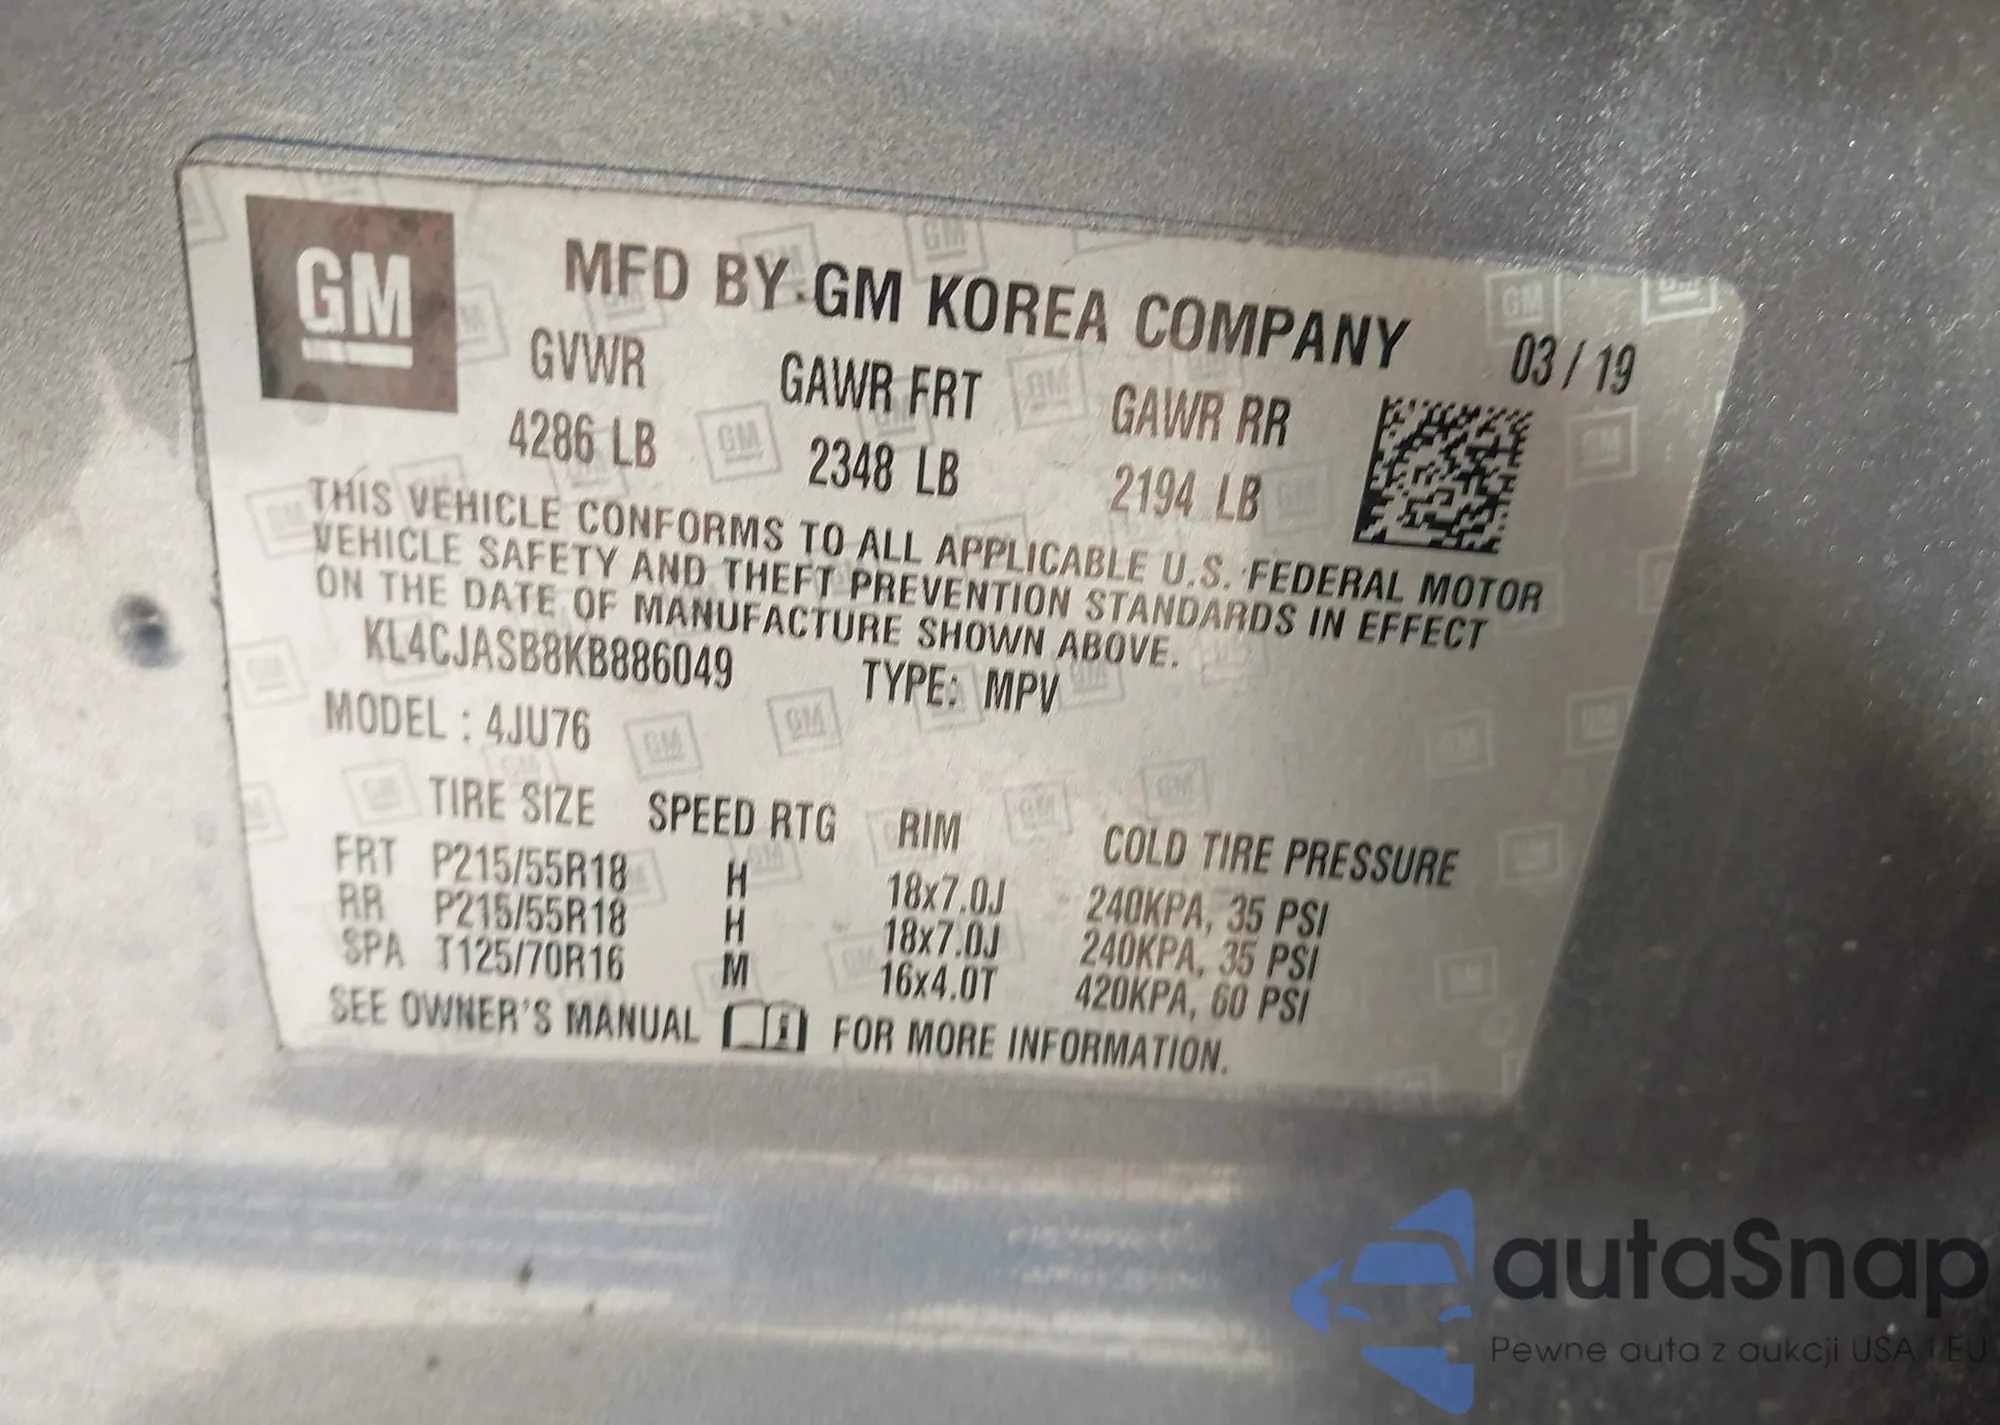 GM
MFD BY GM KOREA COMPANY 03 / 19
GVWR GAWR FRT GAWR RR
4286 LB 2348 LB 2194 LB
THIS VEHICLE CONFORMS TO ALL APPLICABLE U.S. FEDERAL MOTOR
VEHICLE SAFETY AND THEFT PREVENTION STANDARDS IN EFFECT
ON THE DATE OF MANUFACTURE SHOWN ABOVE.
KL4CJASB8KB886049 TYPE: MPV
MODEL : 4JU76
TIRE SIZE SPEED RTG RIM COLD TIRE PRESSURE
FRT P215/55R18 H 18x7.0J 240KPA, 35 PSI
RR P215/55R18 H 18x7.0J 240KPA, 35 PSI
SPA T125/70R16 M 16x4.0T 420KPA, 60 PSI
SEE OWNER'S MANUAL FOR MORE INFORMATION.
autaSnap
Pewne auta z aukcji USA i EU